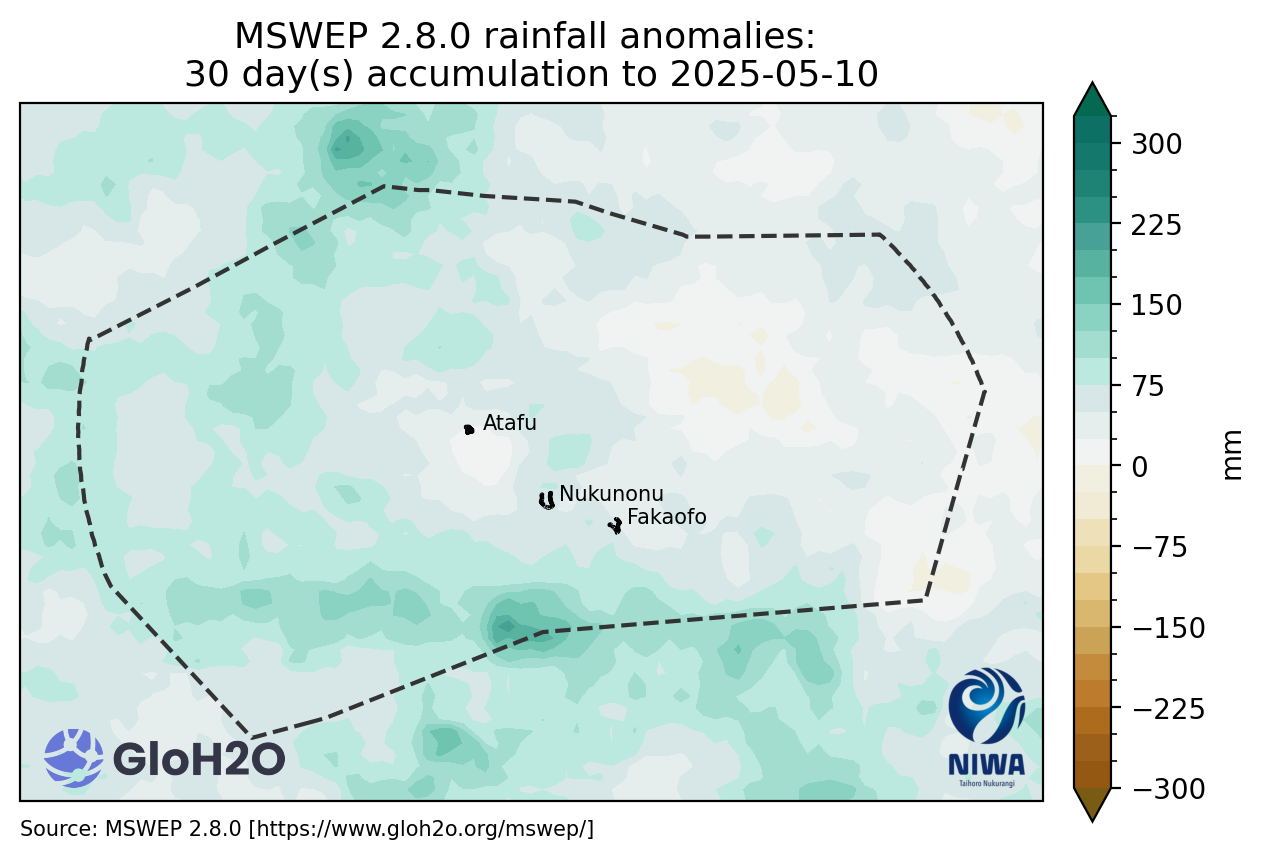 MSWEP 2.8.0 rainfall anomalies:
30 day(s) accumulation to 2025-05-10
300
225
150
75
0
−75
−150
−225
−300
mm
Atafu
Nukunonu
Fakaofo
GloH2O
NIWA
Taihoro Nukurangi
Source: MSWEP 2.8.0 [https://www.gloh2o.org/mswep/]